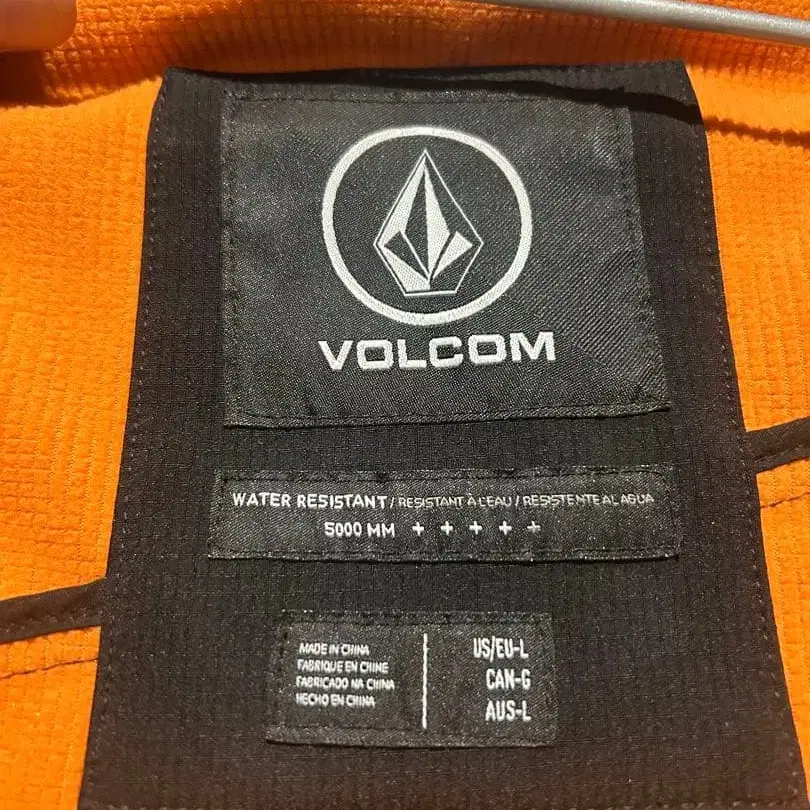 VOLCOM
WATER RESISTANT / RESISTANT À L'EAU / RESISTENTE AL AGUA
5000 MM + + + + +
MADE IN CHINA
FABRIQUE EN CHINE
FABRICADO NA CHINA
HECHO EN CHINA
US/EU-L
CAN-G
AUS-L